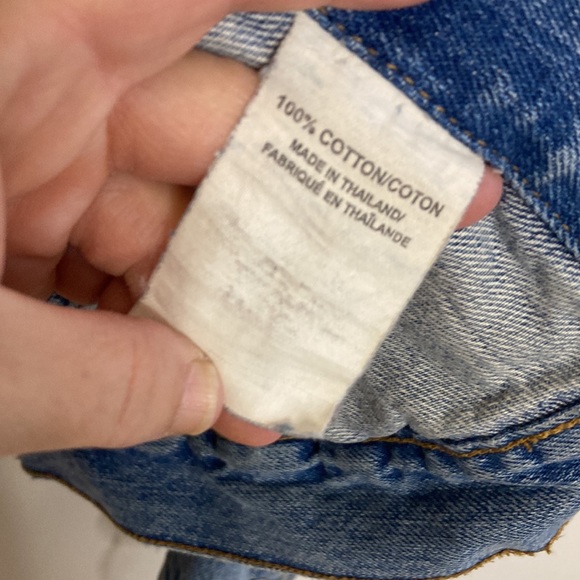 100% COTTON/COTON
MADE IN THAILAND/
FABRIQUÉ EN THAÏLANDE